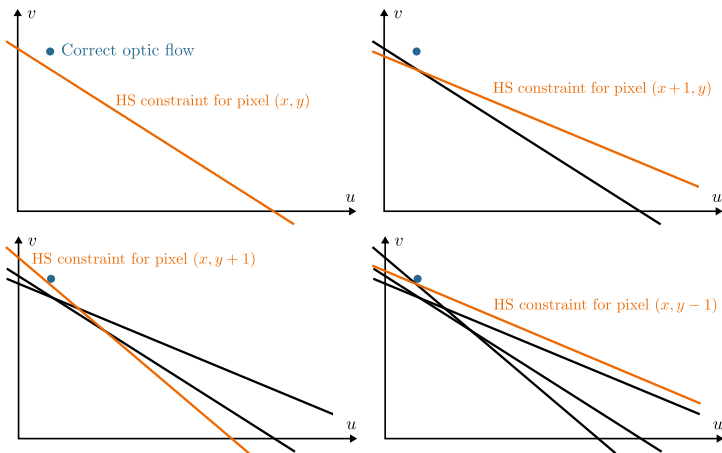 v
Correct optic flow
HS constraint for pixel (x, y)
u
v
HS constraint for pixel (x+1, y)
u
v
HS constraint for pixel (x, y + 1)
u
v
HS constraint for pixel (x, y − 1)
u